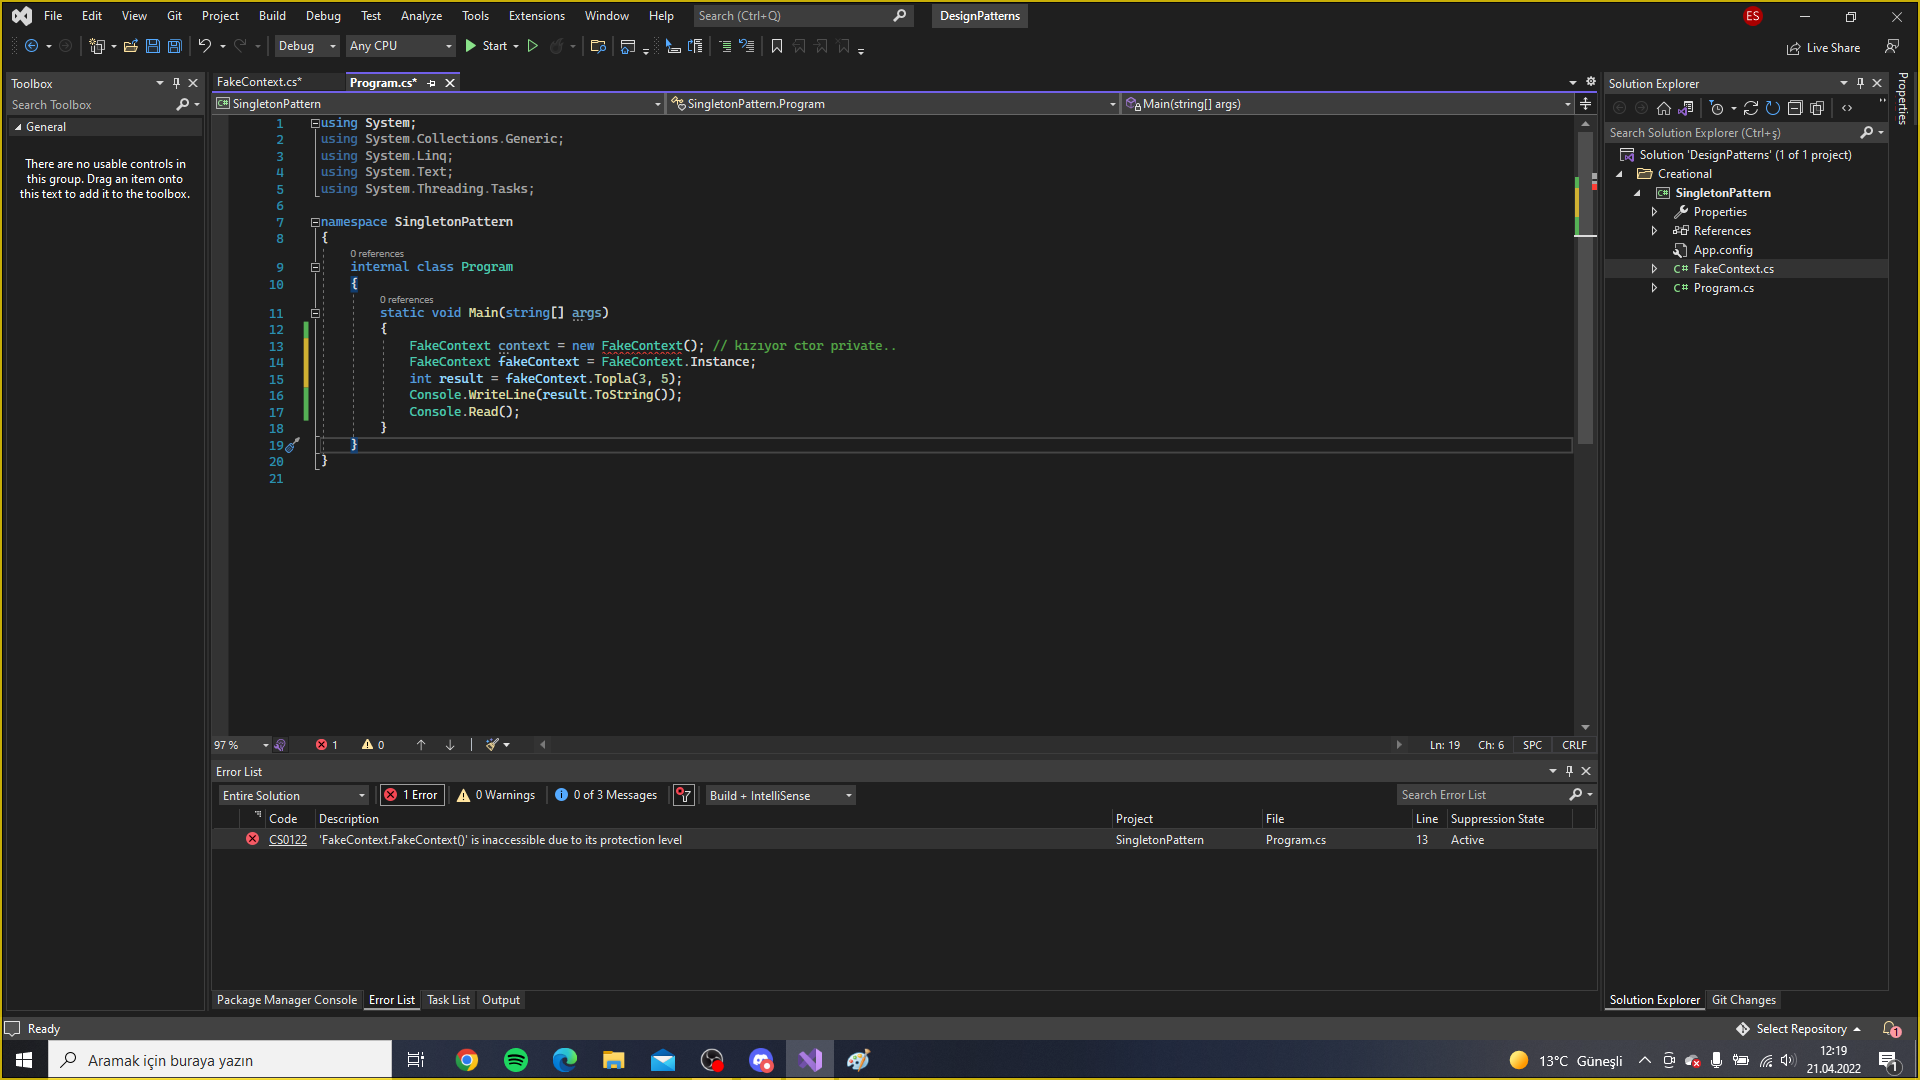 File Edit View Git Project Build Debug Test Analyze Tools Extensions Window Help Search (Ctrl+Q) DesignPatterns ES
Debug Any CPU Start Live Share
Toolbox
Search Toolbox
General
There are no usable controls in
this group. Drag an item onto
this text to add it to the toolbox.
FakeContext.cs* Program.cs*
SingletonPattern SingletonPattern.Program Main(string[] args)
1 using System;
2 using System.Collections.Generic;
3 using System.Linq;
4 using System.Text;
5 using System.Threading.Tasks;
6
7 namespace SingletonPattern
8 {
0 references
9 internal class Program
10 {
0 references
11 static void Main(string[] args)
12 {
13 FakeContext context = new FakeContext(); // kızıyor ctor private..
14 FakeContext fakeContext = FakeContext.Instance;
15 int result = fakeContext.Topla(3, 5);
16 Console.WriteLine(result.ToString());
17 Console.Read();
18 }
19 }
20 }
21
97 % 1 0 Ln: 19 Ch: 6 SPC CRLF
Error List
Entire Solution 1 Error 0 Warnings 0 of 3 Messages Build + IntelliSense Search Error List
Code Description Project File Line Suppression State
CS0122 'FakeContext.FakeContext()' is inaccessible due to its protection level SingletonPattern Program.cs 13 Active
Package Manager Console Error List Task List Output
Solution Explorer
Search Solution Explorer (Ctrl+ş)
Solution 'DesignPatterns' (1 of 1 project)
Creational
C# SingletonPattern
Properties
References
App.config
C# FakeContext.cs
C# Program.cs
Solution Explorer Git Changes
Properties
Ready Select Repository 1
Aramak için buraya yazın 13°C Güneşli 12:19
21.04.2022 1